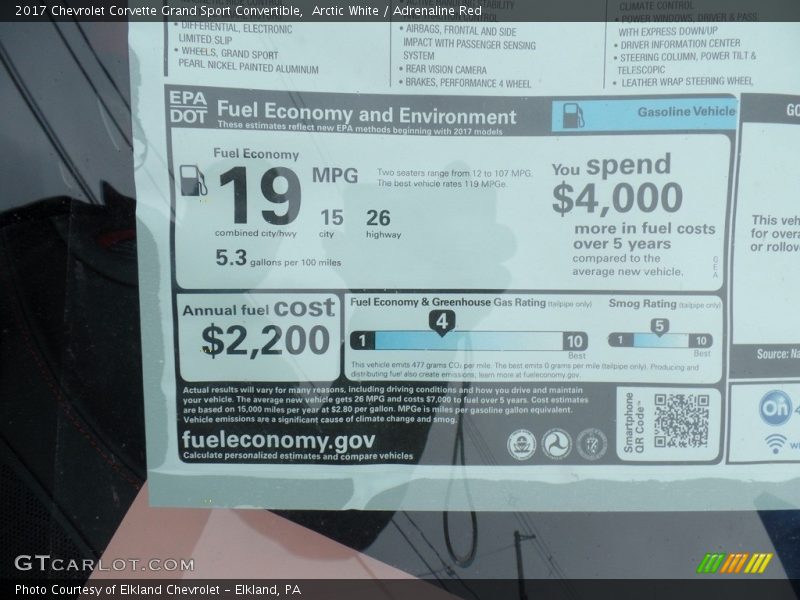 2017 Chevrolet Corvette Grand Sport Convertible, Arctic White / Adrenaline Red
STABILITY
CONTROL
CLIMATE CONTROL
• POWER WINDOWS, DRIVER & PASS
• DIFFERENTIAL, ELECTRONIC
LIMITED SLIP
• WHEELS, GRAND SPORT
PEARL NICKEL PAINTED ALUMINUM
• AIRBAGS, FRONTAL AND SIDE
IMPACT WITH PASSENGER SENSING
SYSTEM
• REAR VISION CAMERA
• BRAKES, PERFORMANCE 4 WHEEL
WITH EXPRESS DOWN/UP
• DRIVER INFORMATION CENTER
• STEERING COLUMN, POWER TILT &
TELESCOPIC
• LEATHER WRAP STEERING WHEEL
EPA
DOT
Fuel Economy and Environment
These estimates reflect new EPA methods beginning with 2017 models
Gasoline Vehicle
Fuel Economy
19 MPG
combined city/hwy
15
city
26
highway
5.3 gallons per 100 miles
Two seaters range from 12 to 107 MPG.
The best vehicle rates 119 MPGe.
You spend
$4,000
more in fuel costs
over 5 years
compared to the
average new vehicle.
GEA
Annual fuel cost
$2,200
Fuel Economy & Greenhouse Gas Rating (tailpipe only)
4
1
10
Best
Smog Rating (tailpipe only)
5
1
10
Best
This vehicle emits 477 grams CO₂ per mile. The best emits 0 grams per mile (tailpipe only). Producing and
distributing fuel also create emissions; learn more at fueleconomy.gov.
Actual results will vary for many reasons, including driving conditions and how you drive and maintain
your vehicle. The average new vehicle gets 26 MPG and costs $7,000 to fuel over 5 years. Cost estimates
are based on 15,000 miles per year at $2.80 per gallon. MPGe is miles per gasoline gallon equivalent.
Vehicle emissions are a significant cause of climate change and smog.
fueleconomy.gov
Calculate personalized estimates and compare vehicles
Smartphone
QR Code™
GO
This veh
for overa
or rollov
Source: Na
On
4
GTCARLOT.COM
Photo Courtesy of Elkland Chevrolet – Elkland, PA